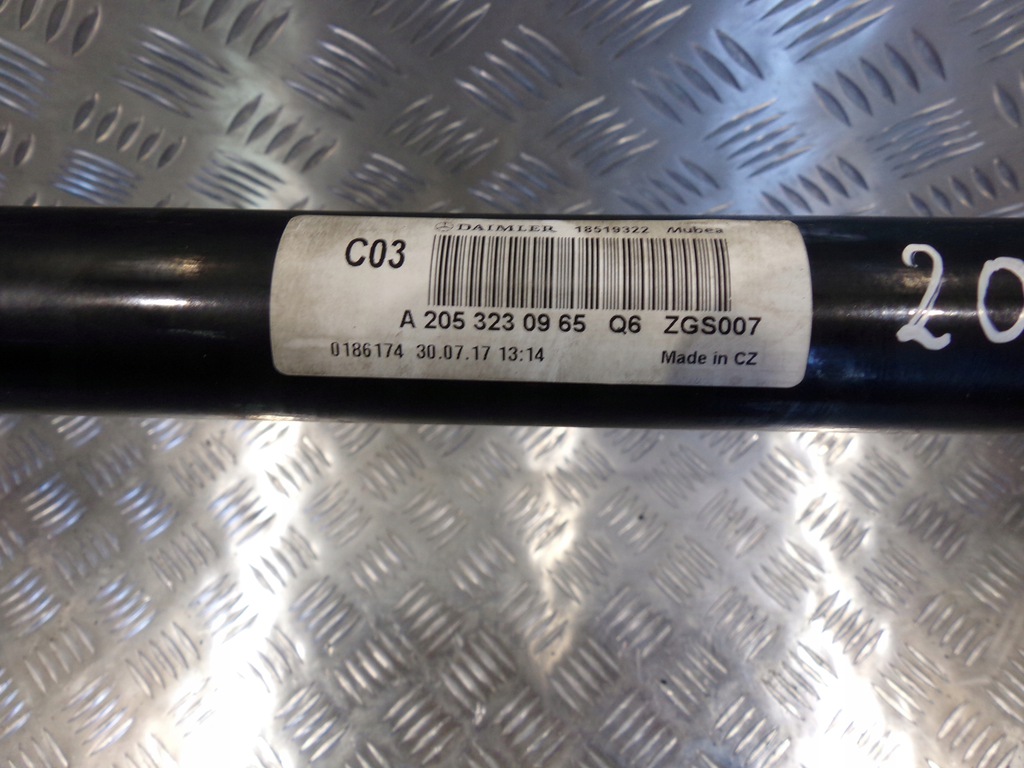 DAIMLER 18519322 Mubea
C03
A 205 323 09 65 Q6 ZGS007
0186174 30.07.17 13:14 Made in CZ
20